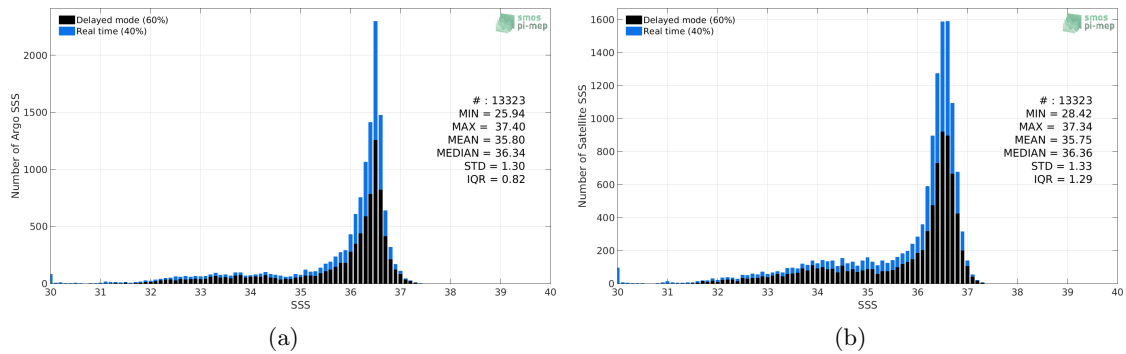 Delayed mode (60%)
Real time (40%)
smos
pi-mep
# : 13323
MIN = 25.94
MAX = 37.40
MEAN = 35.80
MEDIAN = 36.34
STD = 1.30
IQR = 0.82
Number of Argo SSS
2000
1500
1000
500
0
30 31 32 33 34 35 36 37 38 39 40
SSS
(a)
Delayed mode (60%)
Real time (40%)
smos
pi-mep
# : 13323
MIN = 28.42
MAX = 37.34
MEAN = 35.75
MEDIAN = 36.36
STD = 1.33
IQR = 1.29
Number of Satellite SSS
1600
1400
1200
1000
800
600
400
200
0
30 31 32 33 34 35 36 37 38 39 40
SSS
(b)